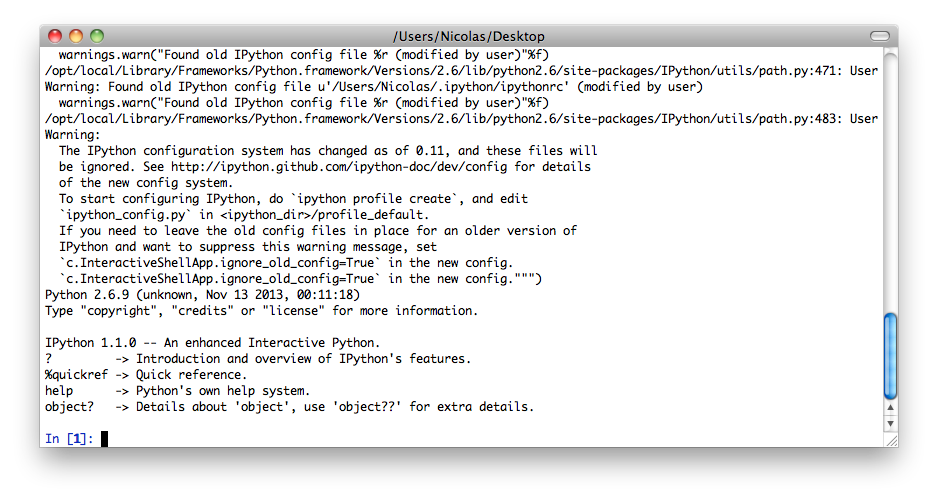 /Users/Nicolas/Desktop
warnings.warn("Found old IPython config file %r (modified by user)"%f)
/opt/local/Library/Frameworks/Python.framework/Versions/2.6/lib/python2.6/site-packages/IPython/utils/path.py:471: User
Warning: Found old IPython config file u'/Users/Nicolas/.ipython/ipythonrc' (modified by user)
  warnings.warn("Found old IPython config file %r (modified by user)"%f)
/opt/local/Library/Frameworks/Python.framework/Versions/2.6/lib/python2.6/site-packages/IPython/utils/path.py:483: User
Warning:
  The IPython configuration system has changed as of 0.11, and these files will
  be ignored. See http://ipython.github.com/ipython-doc/dev/config for details
  of the new config system.
  To start configuring IPython, do `ipython profile create`, and edit
  `ipython_config.py` in <ipython_dir>/profile_default.
  If you need to leave the old config files in place for an older version of
  IPython and want to suppress this warning message, set
  `c.InteractiveShellApp.ignore_old_config=True` in the new config.
  `c.InteractiveShellApp.ignore_old_config=True` in the new config.""")
Python 2.6.9 (unknown, Nov 13 2013, 00:11:18)
Type "copyright", "credits" or "license" for more information.

IPython 1.1.0 -- An enhanced Interactive Python.
?         -> Introduction and overview of IPython's features.
%quickref -> Quick reference.
help      -> Python's own help system.
object?   -> Details about 'object', use 'object??' for extra details.

In [1]: